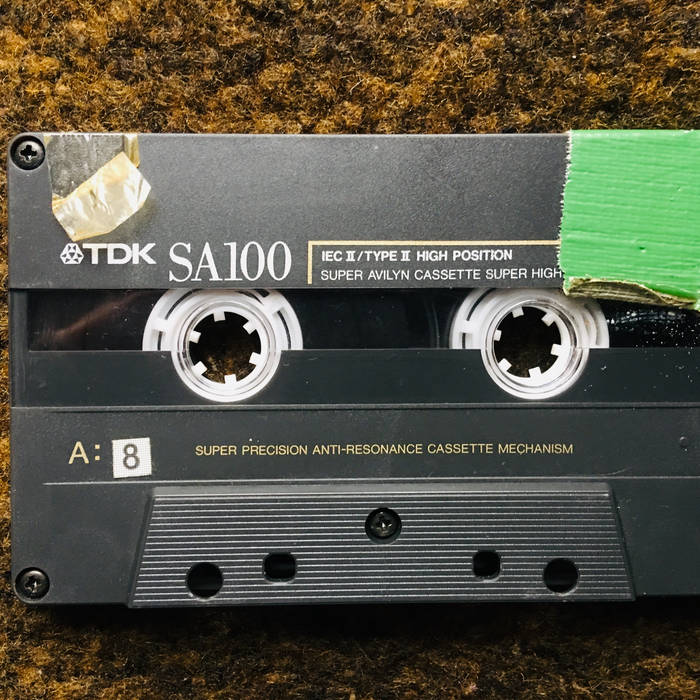 TDK SA100
IEC II/TYPE II HIGH POSITION
SUPER AVILYN CASSETTE SUPER HIGH
A: 8
SUPER PRECISION ANTI-RESONANCE CASSETTE MECHANISM